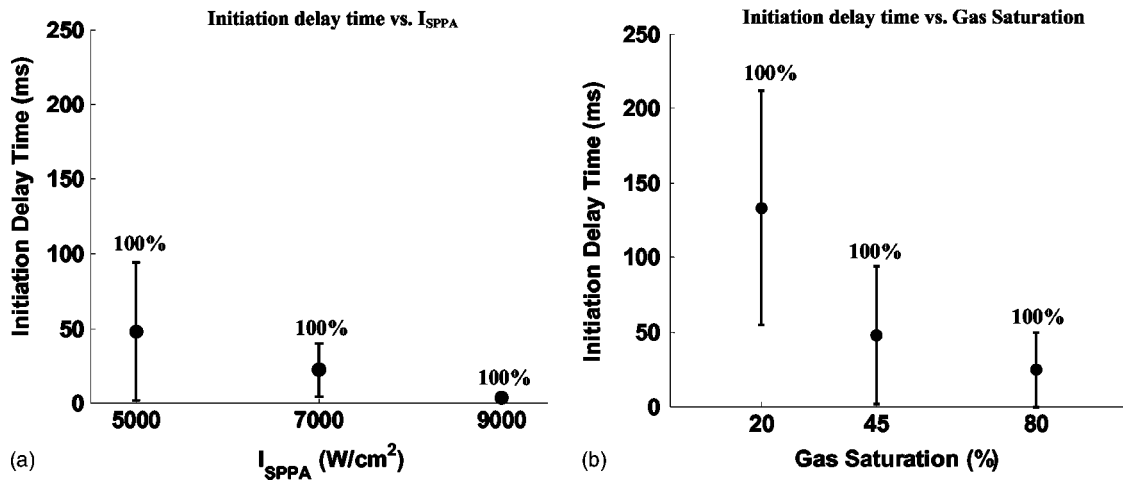 Initiation delay time vs. I_SPPA
Initiation Delay Time (ms)
250
200
150
100
50
0
100%
100%
100%
5000 7000 9000
I_SPPA (W/cm²)
(a)
Initiation delay time vs. Gas Saturation
Initiation Delay Time (ms)
250
200
150
100
50
0
100%
100%
100%
20 45 80
Gas Saturation (%)
(b)